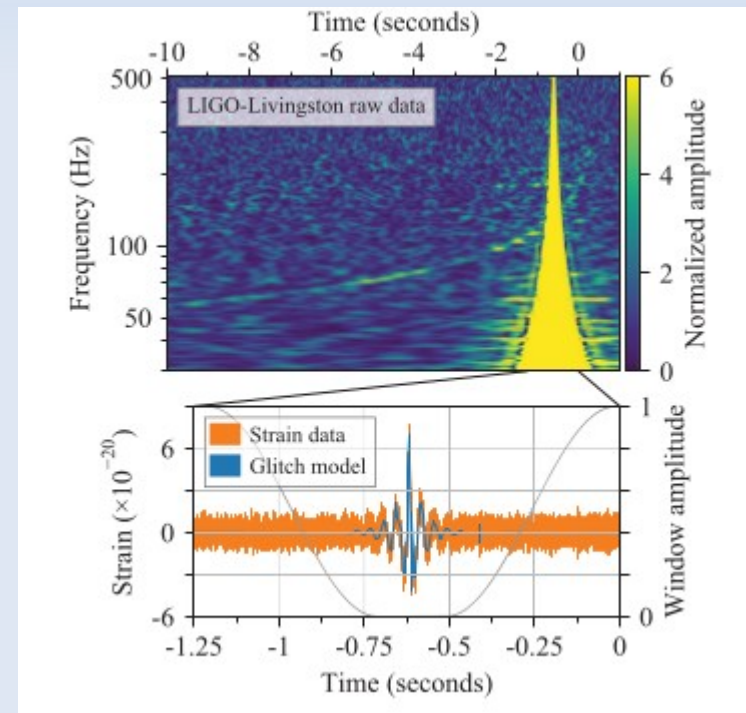 Time (seconds)
-10 -8 -6 -4 -2 0
500
100
50
Frequency (Hz)
LIGO-Livingston raw data
6
4
2
0
Normalized amplitude
Strain data
Glitch model
6
0
-6
Strain (×10⁻²⁰)
1
0
Window amplitude
-1.25 -1 -0.75 -0.5 -0.25 0
Time (seconds)